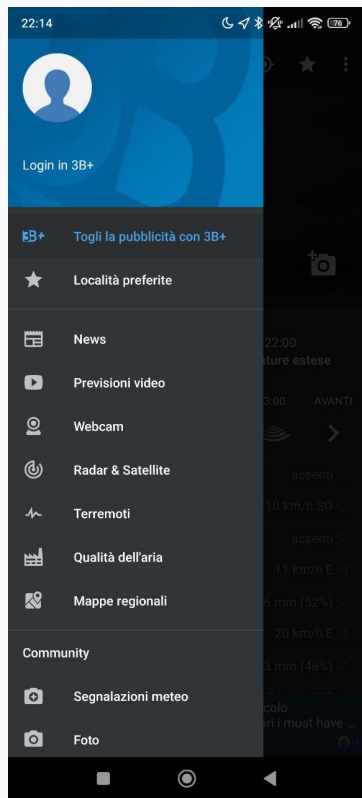 22:14
76
Login in 3B+
3B+ Togli la pubblicità con 3B+
Località preferite
22:00
ature estese
3:00 AVANTI
News
Previsioni video
Webcam
Radar & Satellite
assenti
Terremoti
10 km/h SO
assenti
Qualità dell'aria
11 km/h E
Mappe regionali
6 mm (52%)
20 km/h E
Community
3 mm (48%)
Segnalazioni meteo
colo
ori i must have ...
Foto